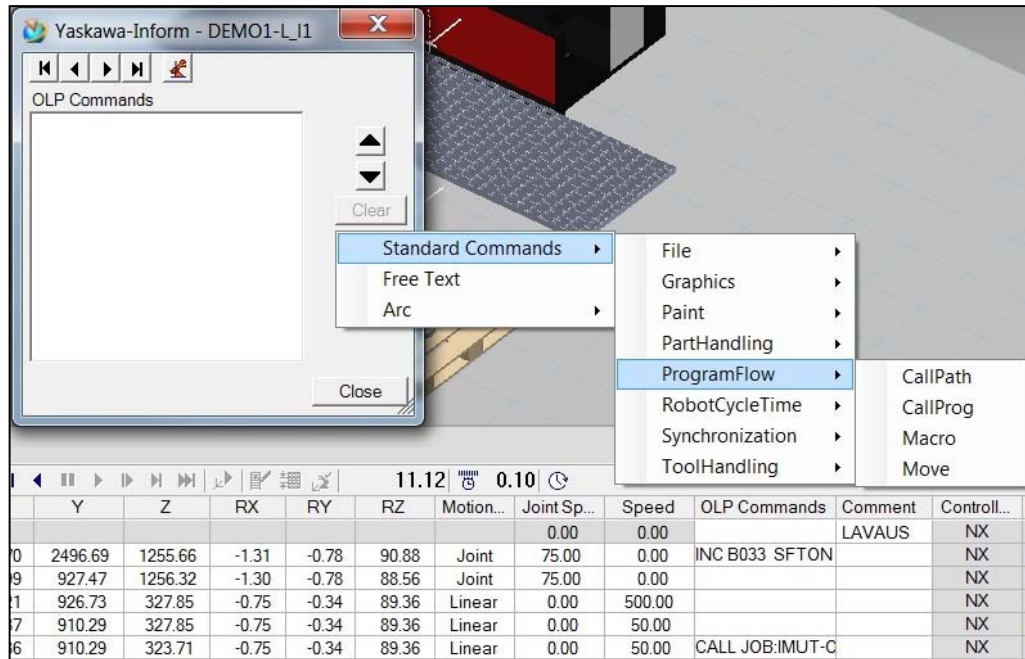 Yaskawa-Inform - DEMO1-L_I1
OLP Commands
Clear
Standard Commands
Free Text
Arc
File
Graphics
Paint
PartHandling
ProgramFlow
RobotCycleTime
Synchronization
ToolHandling
CallPath
CallProg
Macro
Move
Close
11.12 0.10
Y Z RX RY RZ Motion... Joint Sp... Speed OLP Commands Comment Controll...
0.00 0.00 LAVAUS NX
0 2496.69 1255.66 -1.31 -0.78 90.88 Joint 75.00 0.00 INC B033 SFTON NX
9 927.47 1256.32 -1.30 -0.78 88.56 Joint 75.00 0.00 NX
1 926.73 327.85 -0.75 -0.34 89.36 Linear 0.00 500.00 NX
7 910.29 327.85 -0.75 -0.34 89.36 Linear 0.00 50.00 NX
6 910.29 323.71 -0.75 -0.34 89.36 Linear 0.00 50.00 CALL JOB:IMUT-C NX